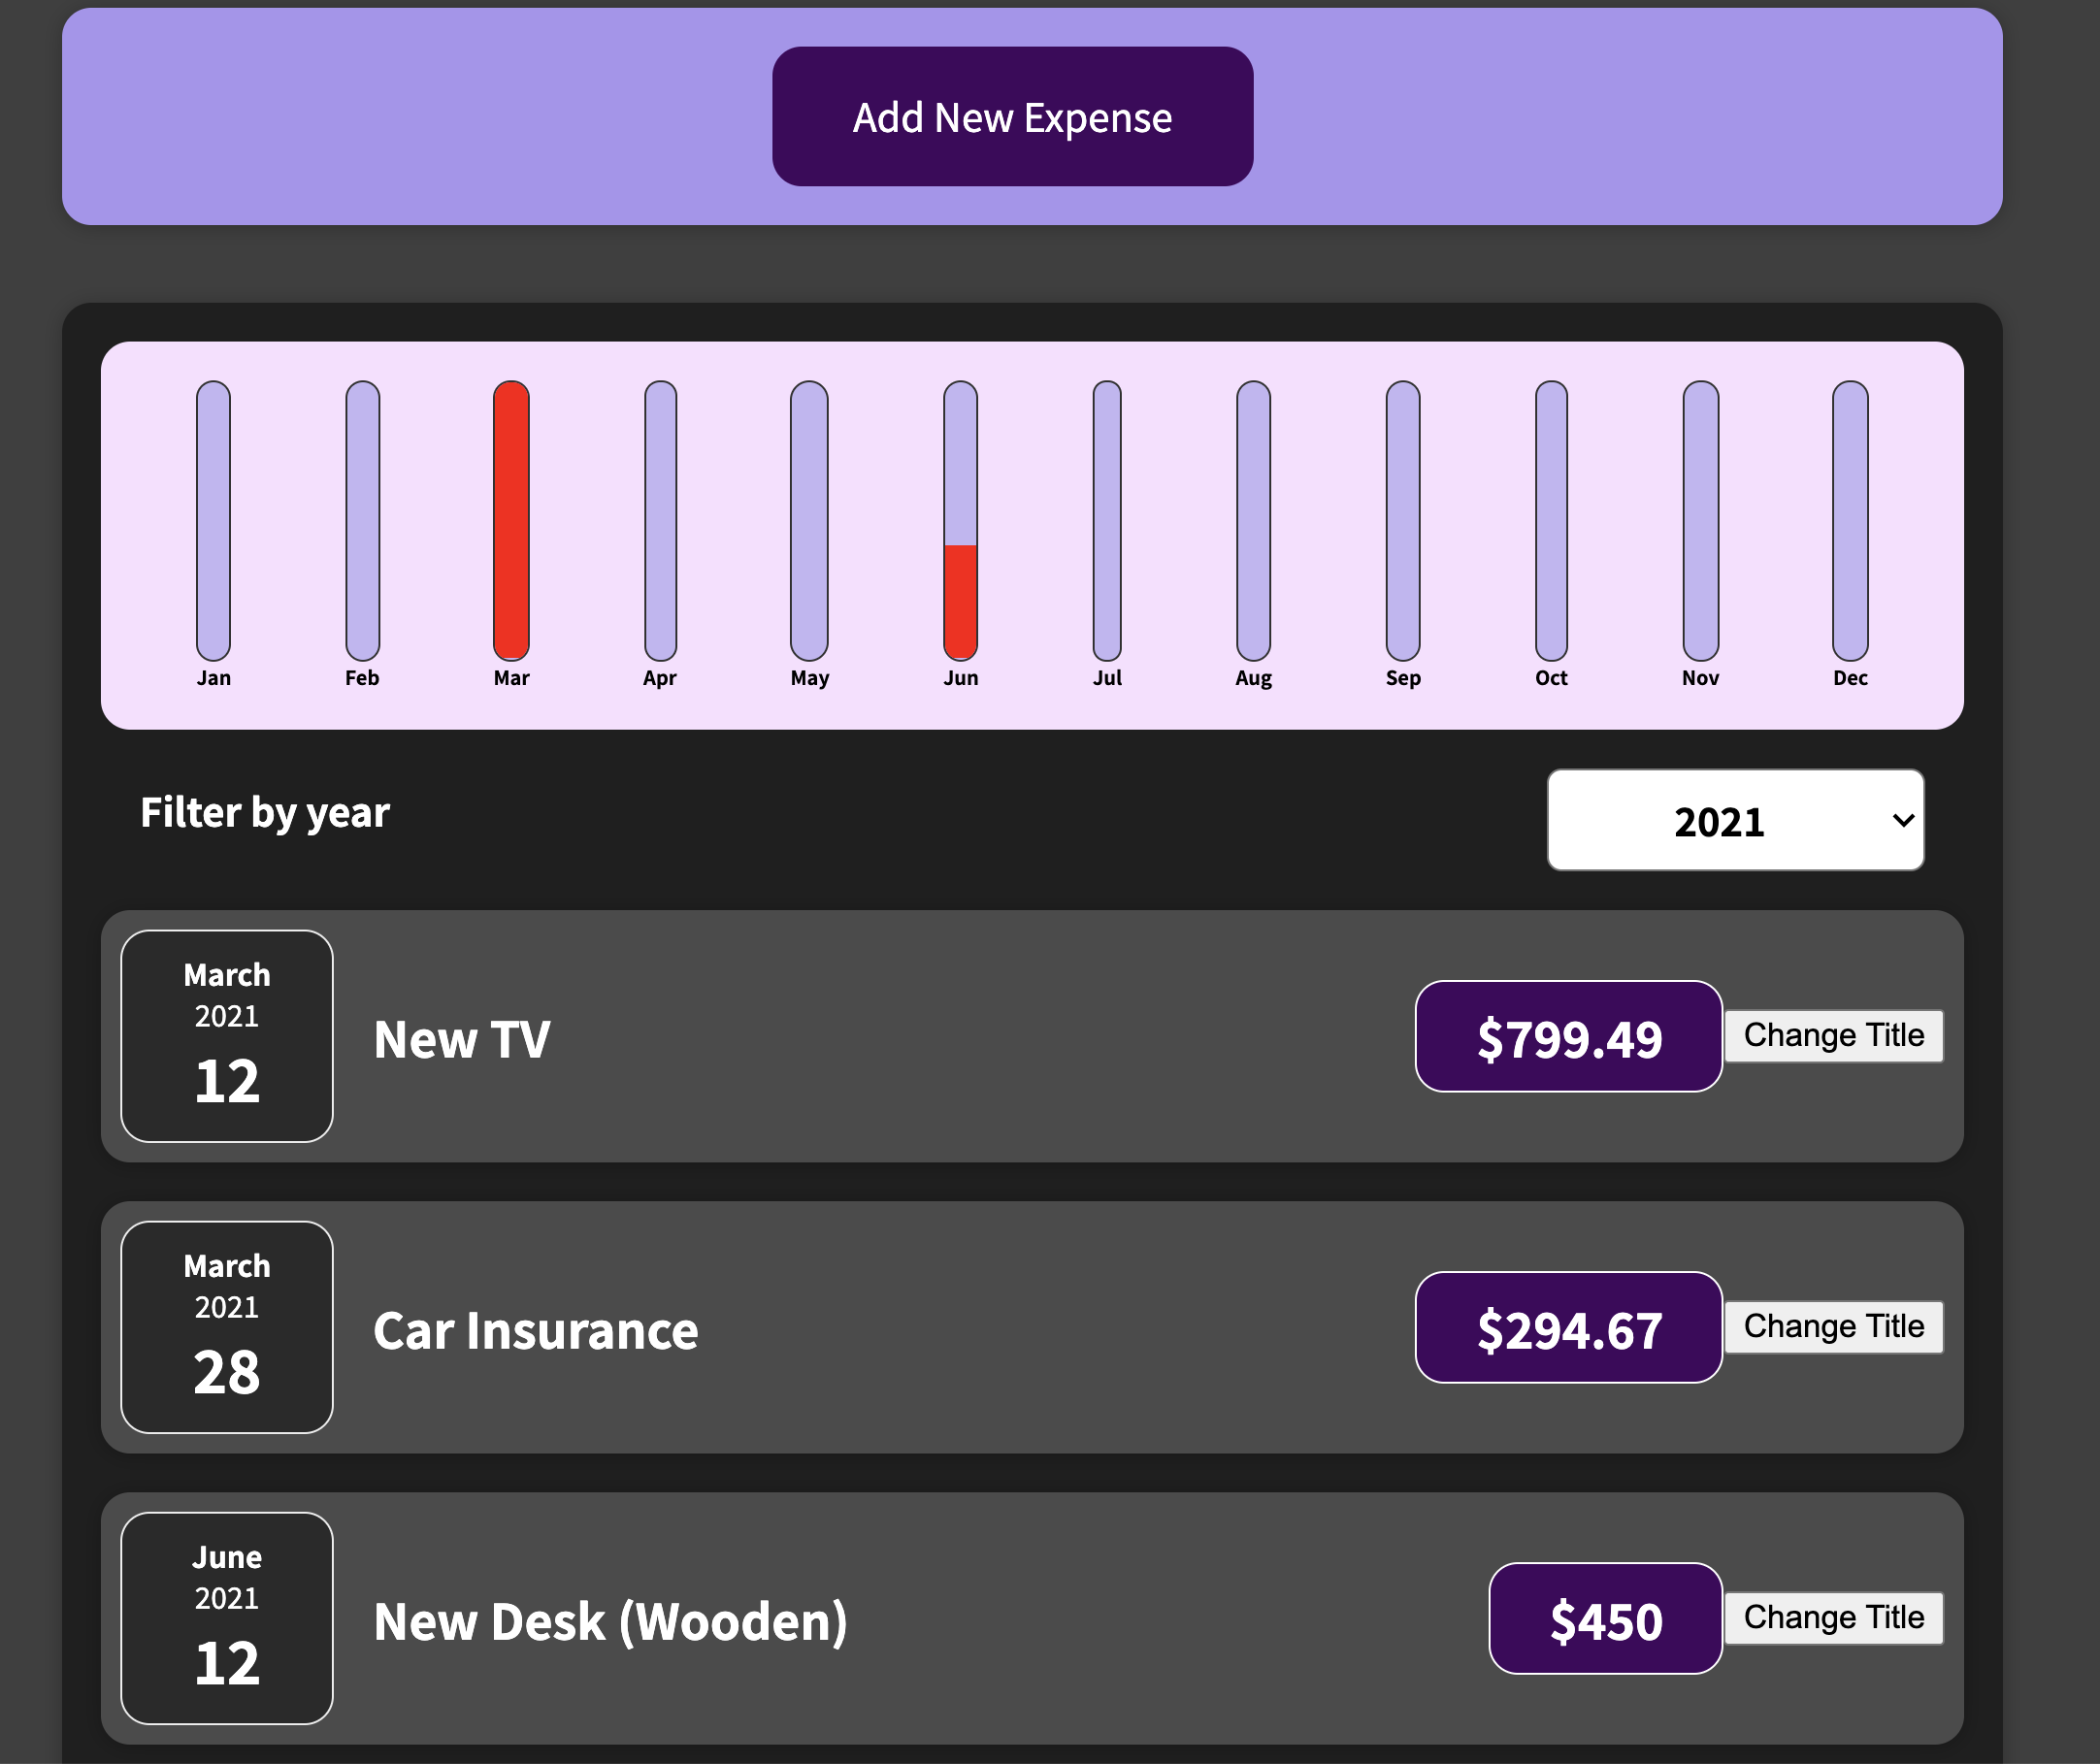 Add New Expense
Jan Feb Mar Apr May Jun Jul Aug Sep Oct Nov Dec
Filter by year
2021
March
2021
12
New TV
$799.49
Change Title
March
2021
28
Car Insurance
$294.67
Change Title
June
2021
12
New Desk (Wooden)
$450
Change Title